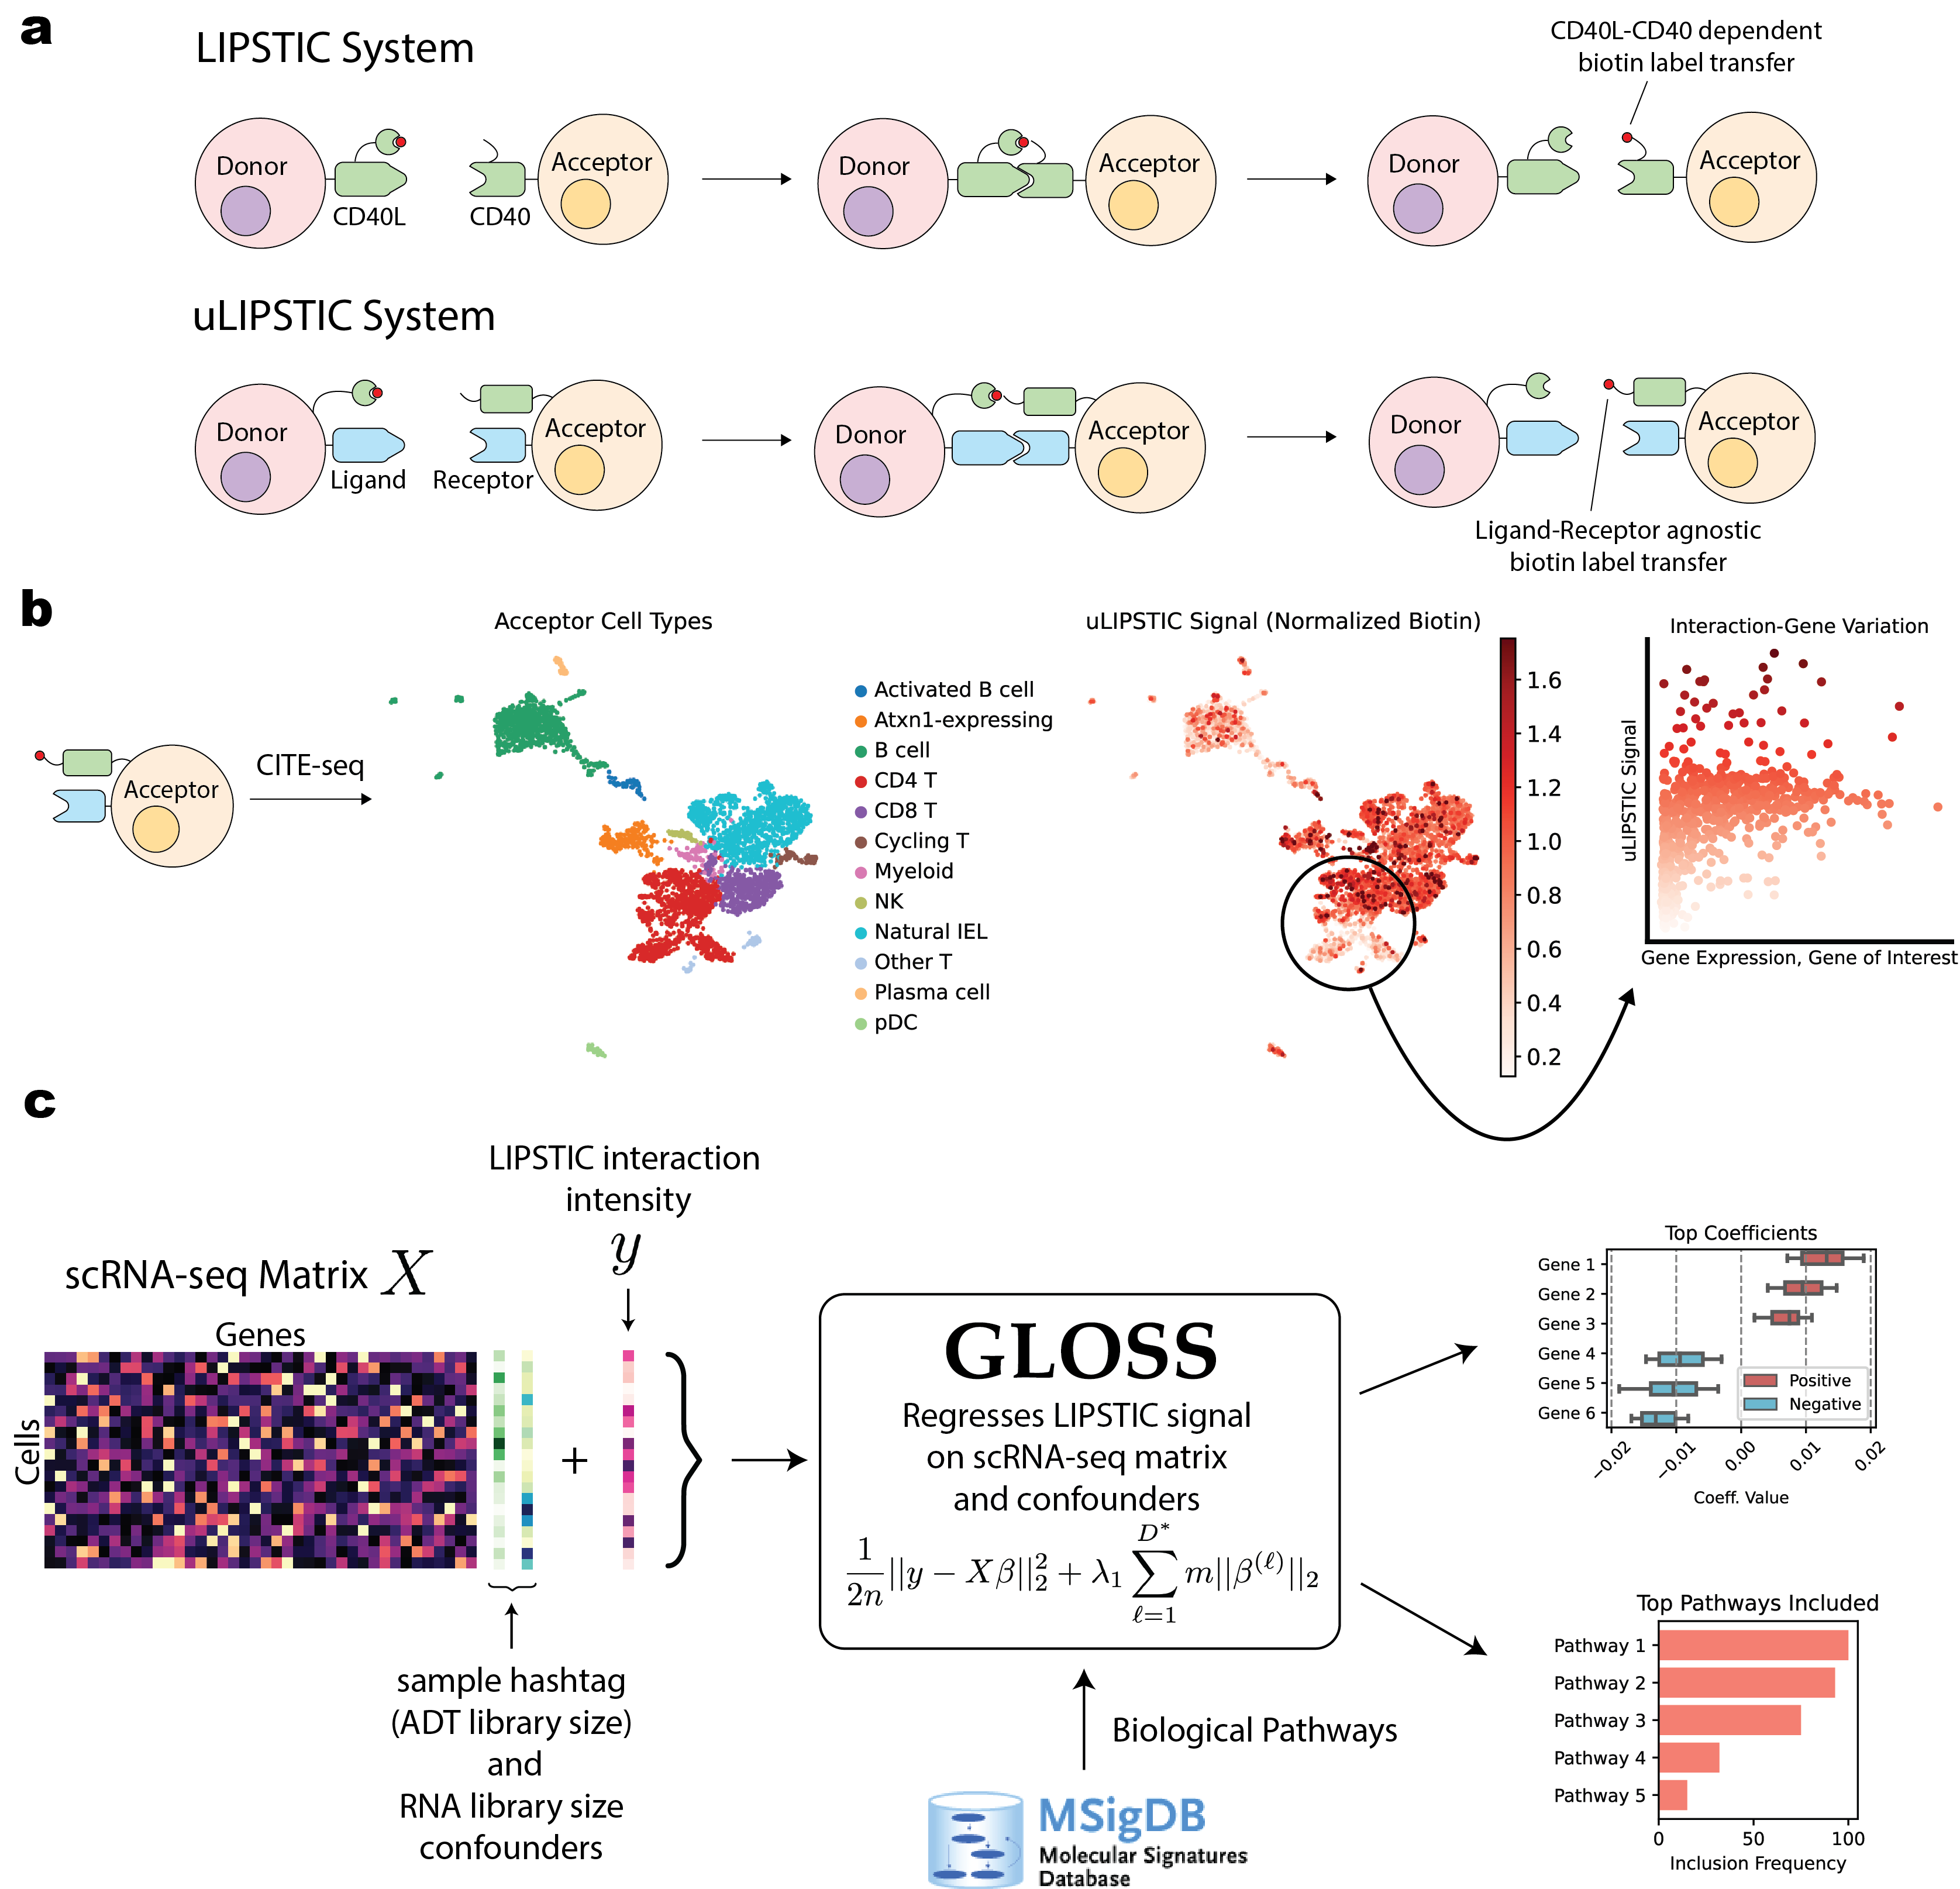 a
LIPSTIC System
CD40L-CD40 dependent
biotin label transfer
Donor
CD40L
CD40
Acceptor
Donor
Acceptor
Donor
Acceptor
uLIPSTIC System
Donor
Ligand
Receptor
Acceptor
Donor
Acceptor
Donor
Acceptor
Ligand-Receptor agnostic
biotin label transfer
b
Acceptor
CITE-seq
Acceptor Cell Types
Activated B cell
Atxn1-expressing
B cell
CD4 T
CD8 T
Cycling T
Myeloid
NK
Natural IEL
Other T
Plasma cell
pDC
uLIPSTIC Signal (Normalized Biotin)
1.6
1.4
1.2
1.0
0.8
0.6
0.4
0.2
Interaction-Gene Variation
uLIPSTIC Signal
Gene Expression, Gene of Interest
c
LIPSTIC interaction
intensity
y
scRNA-seq Matrix X
Genes
Cells
+
sample hashtag
(ADT library size)
and
RNA library size
confounders
GLOSS
Regresses LIPSTIC signal
on scRNA-seq matrix
and confounders
\frac{1}{2n}||y − Xβ||_2^2 + λ_1 \sum_{ℓ=1}^{D^*} m||β^{(ℓ)}||_2
Biological Pathways
MSigDB
Molecular Signatures
Database
Top Coefficients
Gene 1
Gene 2
Gene 3
Gene 4
Gene 5
Gene 6
Positive
Negative
−0.02
−0.01
0.00
0.01
0.02
Coeff. Value
Top Pathways Included
Pathway 1
Pathway 2
Pathway 3
Pathway 4
Pathway 5
0
50
100
Inclusion Frequency